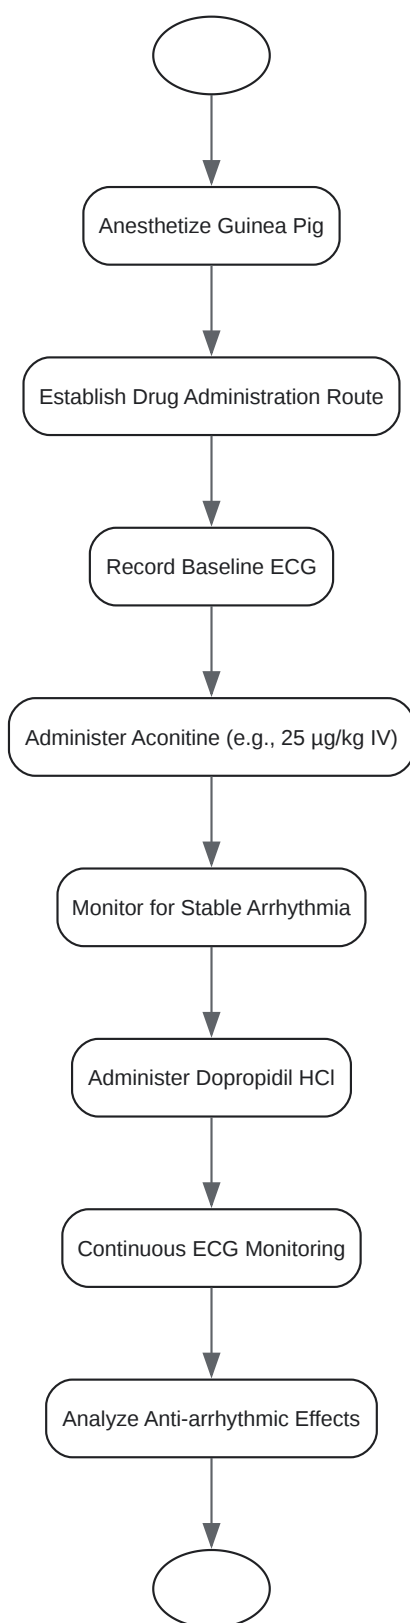 Anesthetize Guinea Pig
Establish Drug Administration Route
Record Baseline ECG
Administer Aconitine (e.g., 25 µg/kg IV)
Monitor for Stable Arrhythmia
Administer Dopropidil HCl
Continuous ECG Monitoring
Analyze Anti-arrhythmic Effects